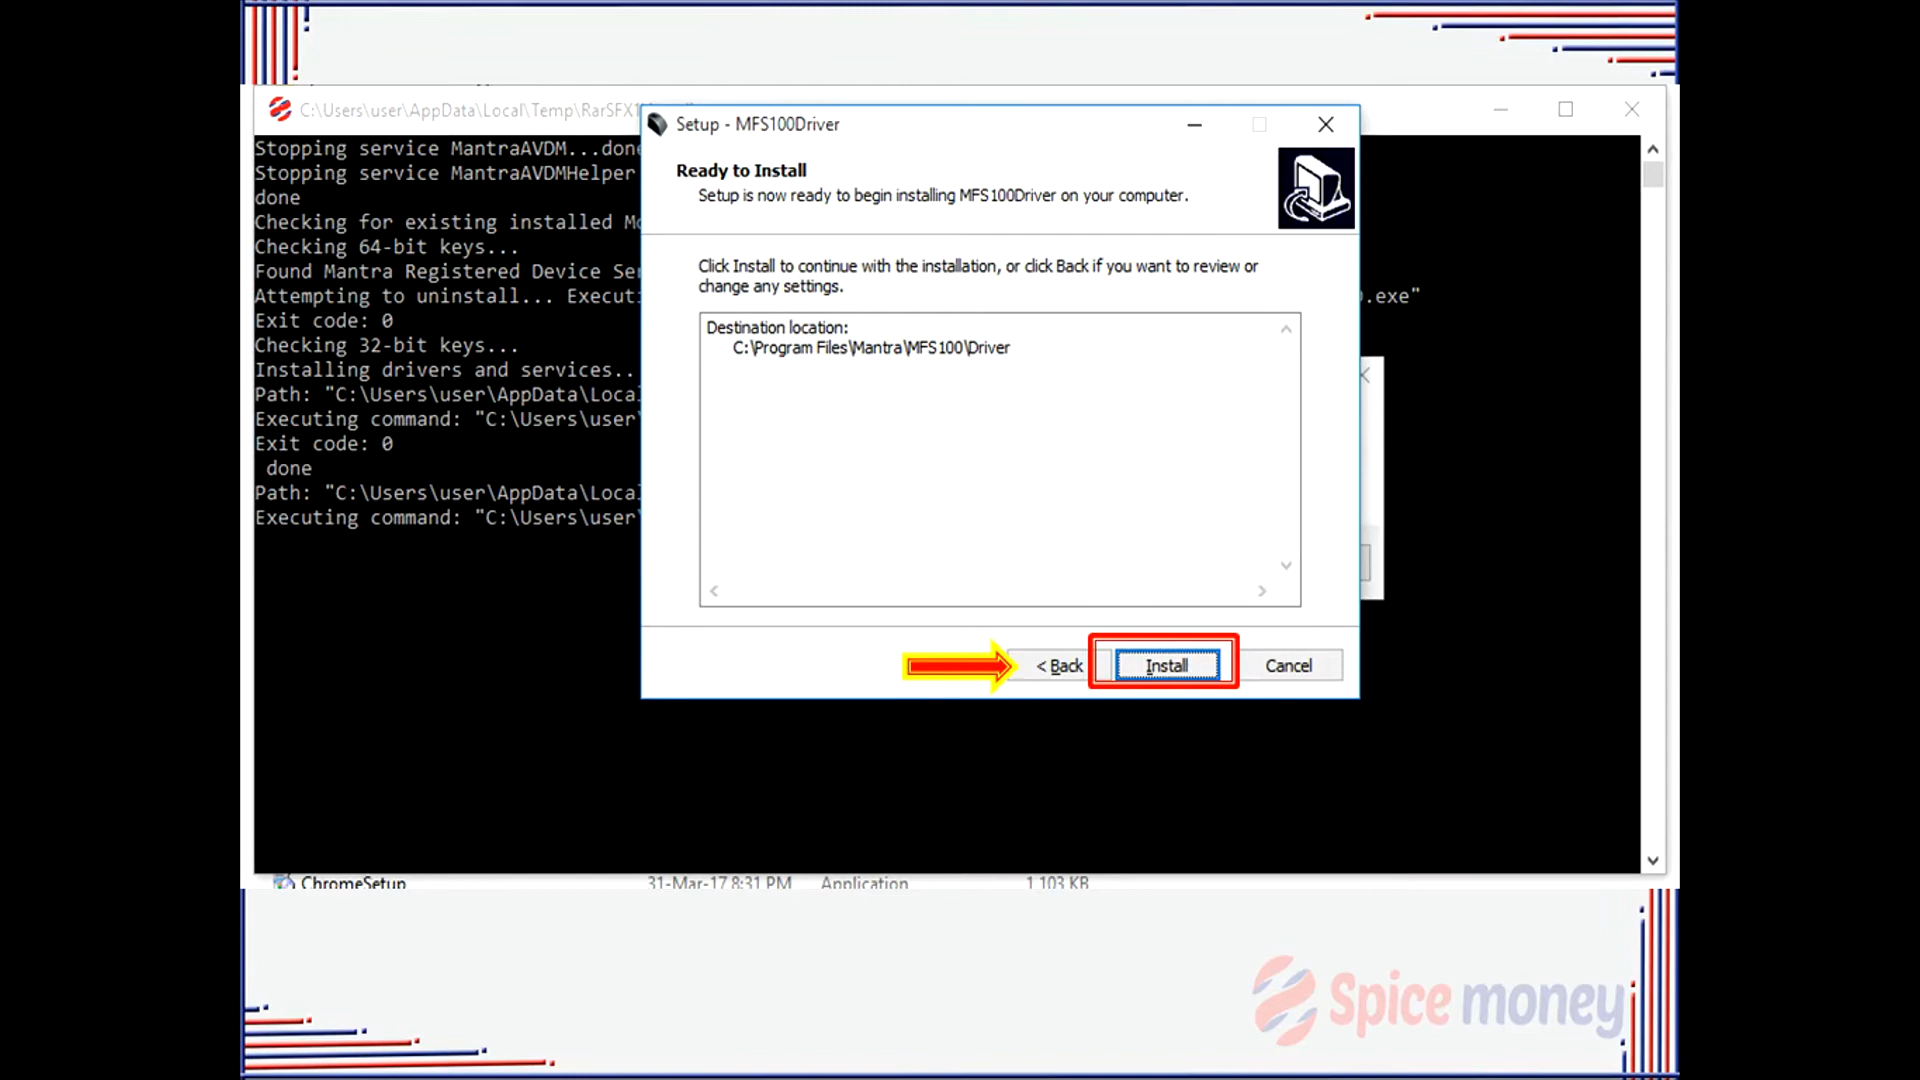 C:\Users\user\AppData\Local\Temp\RarSFX1
Setup - MFS100Driver
Stopping service MantraAVDM...done
Stopping service MantraAVDMHelper
done
Checking for existing installed
Checking 64-bit keys...
Found Mantra Registered Device
Attempting to uninstall...
.exe"
Exit code: 0
Checking 32-bit keys...
Installing drivers and services..
Path: "C:\Users\user\AppData\Local
Executing command: "C:\Users\user\
Exit code: 0
done
Path: "C:\Users\user\AppData\Local
Executing command: "C:\Users\user\
Ready to Install
Setup is now ready to begin installing MFS100Driver on your computer.
Click Install to continue with the installation, or click Back if you want to review or
change any settings.
Destination location:
C:\Program Files\Mantra\MFS100\Driver
< Back
Install
Cancel
ChromeSetup 31-Mar-17 8:31 PM Application 1,103 KB
Spice money